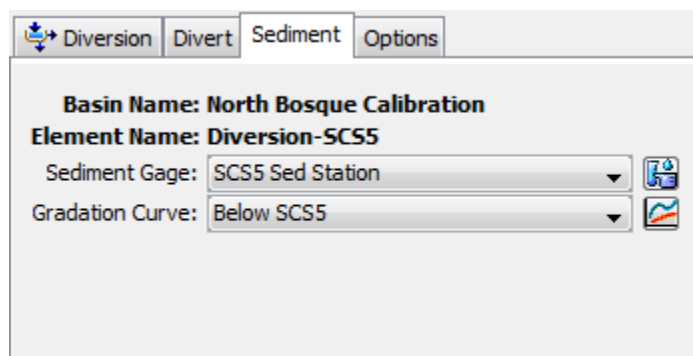 Diversion Divert Sediment Options
Basin Name: North Bosque Calibration
Element Name: Diversion-SCS5
Sediment Gage: SCS5 Sed Station
Gradation Curve: Below SCS5